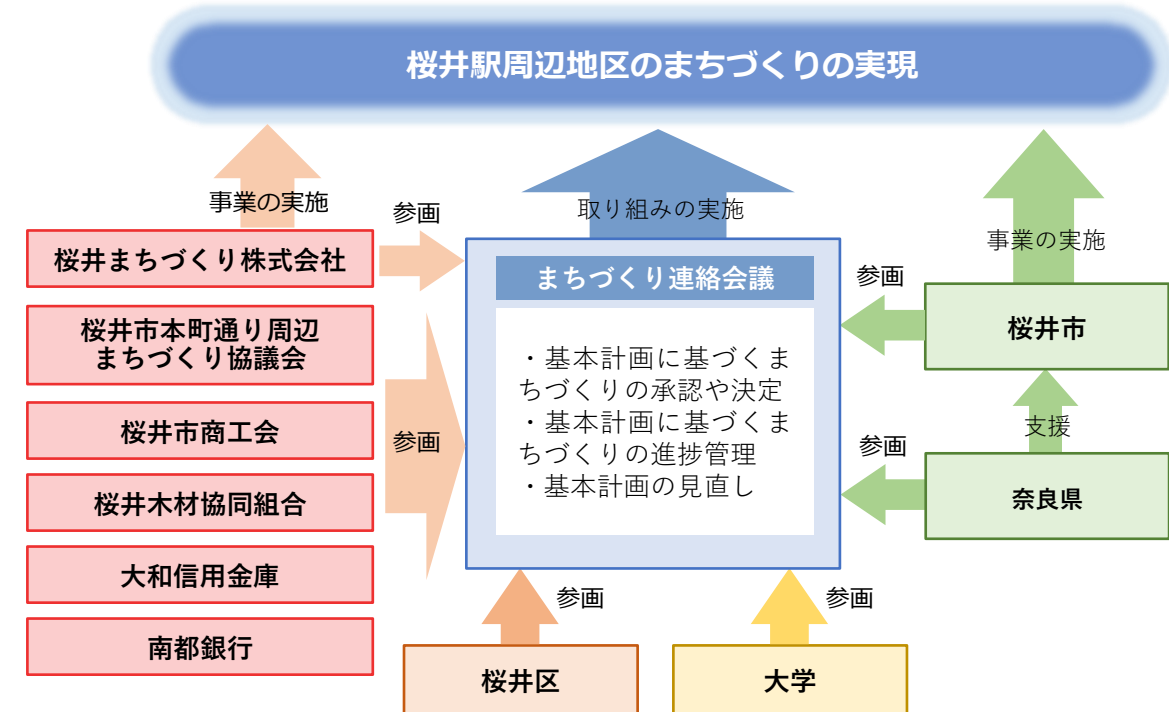 桜井駅周辺地区のまちづくりの実現
事業の実施
取り組みの実施
事業の実施
参画
桜井まちづくり株式会社
桜井市本町通り周辺
まちづくり協議会
桜井市商工会
桜井木材協同組合
大和信用金庫
南都銀行
参画
まちづくり連絡会議
・基本計画に基づくま
ちづくりの承認や決定
・基本計画に基づくま
ちづくりの進捗管理
・基本計画の見直し
参画
桜井市
支援
参画
奈良県
参画
参画
桜井区
大学